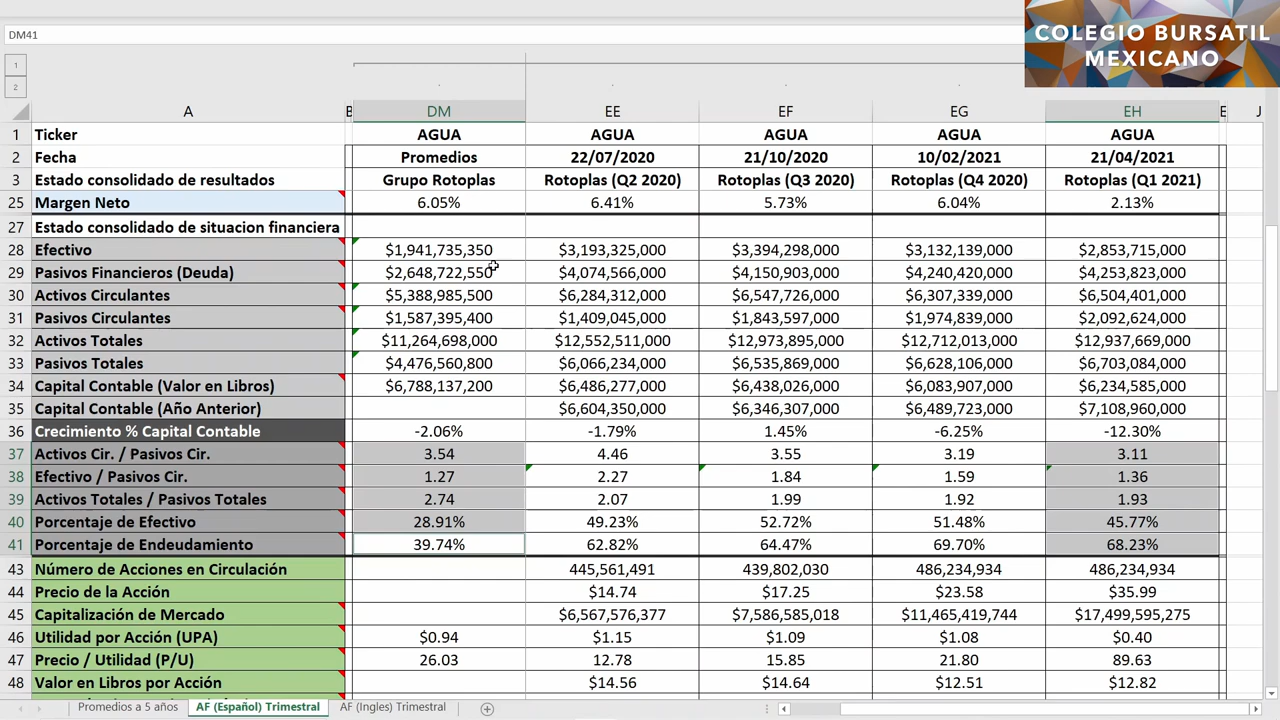 COLEGIO BURSATIL
MEXICANO
DM41
1
2
A B DM EE EF EG EH E J
1 Ticker AGUA AGUA AGUA AGUA AGUA
2 Fecha Promedios 22/07/2020 21/10/2020 10/02/2021 21/04/2021
3 Estado consolidado de resultados Grupo Rotoplas Rotoplas (Q2 2020) Rotoplas (Q3 2020) Rotoplas (Q4 2020) Rotoplas (Q1 2021)
25 Margen Neto 6.05% 6.41% 5.73% 6.04% 2.13%
27 Estado consolidado de situacion financiera
28 Efectivo $1,941,735,350 $3,193,325,000 $3,394,298,000 $3,132,139,000 $2,853,715,000
29 Pasivos Financieros (Deuda) $2,648,722,550 $4,074,566,000 $4,150,903,000 $4,240,420,000 $4,253,823,000
30 Activos Circulantes $5,388,985,500 $6,284,312,000 $6,547,726,000 $6,307,339,000 $6,504,401,000
31 Pasivos Circulantes $1,587,395,400 $1,409,045,000 $1,843,597,000 $1,974,839,000 $2,092,624,000
32 Activos Totales $11,264,698,000 $12,552,511,000 $12,973,895,000 $12,712,013,000 $12,937,669,000
33 Pasivos Totales $4,476,560,800 $6,066,234,000 $6,535,869,000 $6,628,106,000 $6,703,084,000
34 Capital Contable (Valor en Libros) $6,788,137,200 $6,486,277,000 $6,438,026,000 $6,083,907,000 $6,234,585,000
35 Capital Contable (Año Anterior) $6,604,350,000 $6,346,307,000 $6,489,723,000 $7,108,960,000
36 Crecimiento % Capital Contable -2.06% -1.79% 1.45% -6.25% -12.30%
37 Activos Cir. / Pasivos Cir. 3.54 4.46 3.55 3.19 3.11
38 Efectivo / Pasivos Cir. 1.27 2.27 1.84 1.59 1.36
39 Activos Totales / Pasivos Totales 2.74 2.07 1.99 1.92 1.93
40 Porcentaje de Efectivo 28.91% 49.23% 52.72% 51.48% 45.77%
41 Porcentaje de Endeudamiento 39.74% 62.82% 64.47% 69.70% 68.23%
43 Número de Acciones en Circulación 445,561,491 439,802,030 486,234,934 486,234,934
44 Precio de la Acción $14.74 $17.25 $23.58 $35.99
45 Capitalización de Mercado $6,567,576,377 $7,586,585,018 $11,465,419,744 $17,499,595,275
46 Utilidad por Acción (UPA) $0.94 $1.15 $1.09 $1.08 $0.40
47 Precio / Utilidad (P/U) 26.03 12.78 15.85 21.80 89.63
48 Valor en Libros por Acción $14.56 $14.64 $12.51 $12.82
Promedios a 5 años AF (Español) Trimestral AF (Ingles) Trimestral